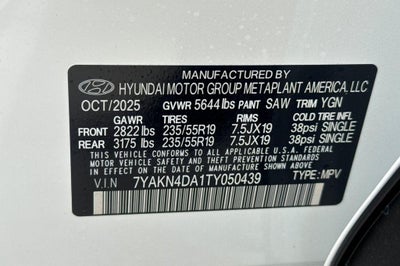 MANUFACTURED BY
HYUNDAI MOTOR GROUP METAPLANT AMERICA, LLC
OCT/2025 GVWR 5644 lbs PAINT SAW TRIM YGN
GAWR TIRES RIMS COLD TIRE INFL
FRONT 2822 lbs 235/55R19 7.5JX19 38psi SINGLE
REAR 3175 lbs 235/55R19 7.5JX19 38psi SINGLE
THIS VEHICLE CONFORMS TO ALL APPLICABLE U.S.A. FEDERAL
MOTOR VEHICLE SAFETY AND THEFT PREVENTION STANDARDS
IN EFFECT ON THE DATE OF MANUFACTURE SHOWN ABOVE.
V.I.N 7YAKN4DA1TY050439 TYPE: MPV